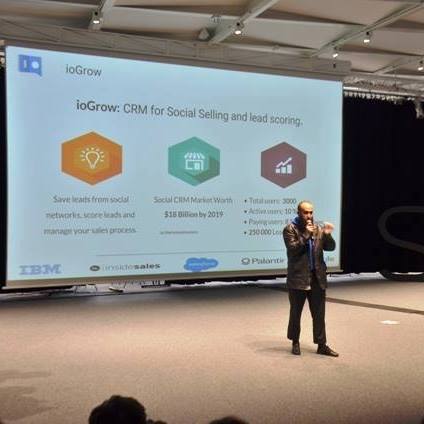 ioGrow
ioGrow: CRM for Social Selling and lead scoring.
Save leads from social
networks, score leads and
manage your sales process.
Social CRM Market Worth
$18 Billion by 2019
• Total users: 3000
• Active users: 10
• Paying users:
• 250 000
IBM
insidesales
Palantir